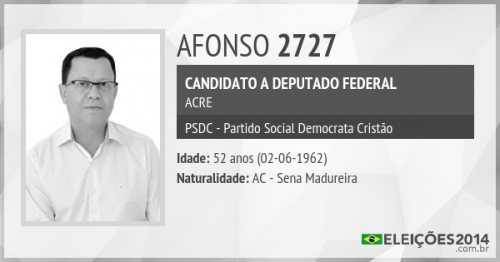 AFONSO 2727
CANDIDATO A DEPUTADO FEDERAL
ACRE
PSDC - Partido Social Democrata Cristão
Idade: 52 anos (02-06-1962)
Naturalidade: AC - Sena Madureira
ELEIÇÕES2014
.com.br